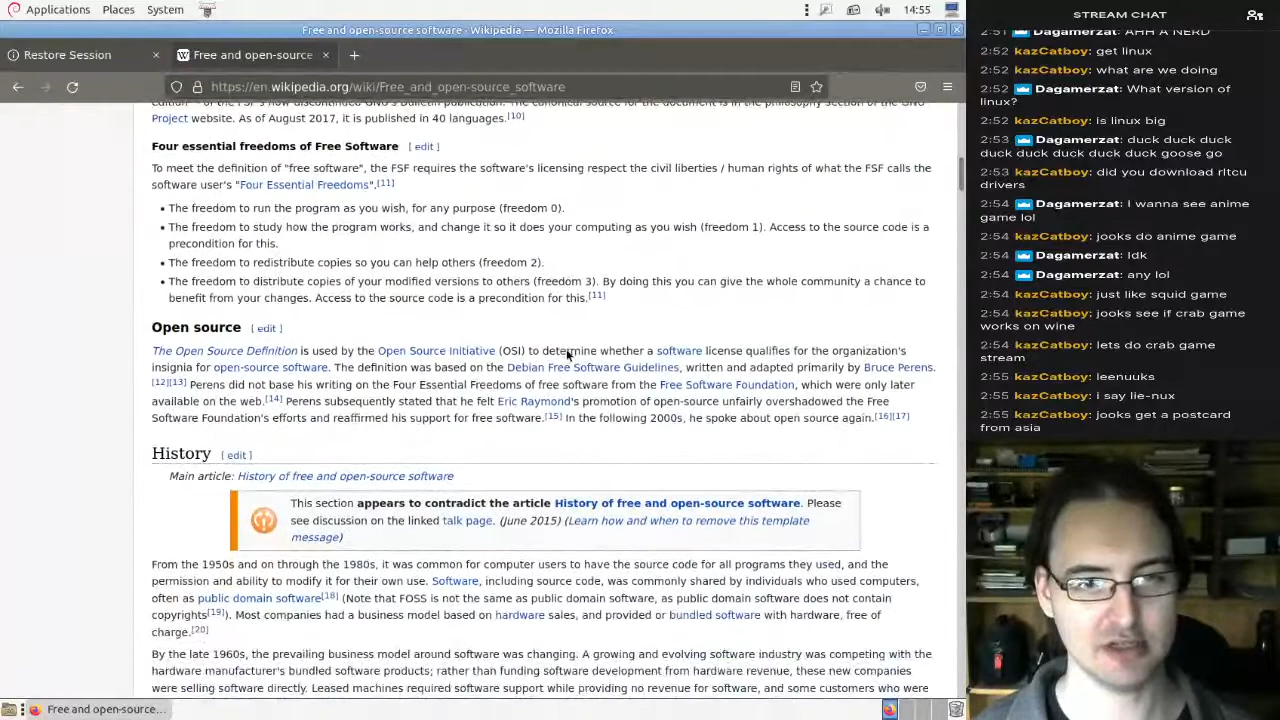 Applications Places System 14:55
Free and open-source software - Wikipedia — Mozilla Firefox
Restore Session
Free and open-source
https://en.wikipedia.org/wiki/Free_and_open-source_software
Project website. As of August 2017, it is published in 40 languages.[10]
Four essential freedoms of Free Software [ edit ]
To meet the definition of "free software", the FSF requires the software's licensing respect the civil liberties / human rights of what the FSF calls the
software user's "Four Essential Freedoms".[11]
• The freedom to run the program as you wish, for any purpose (freedom 0).
• The freedom to study how the program works, and change it so it does your computing as you wish (freedom 1). Access to the source code is a
precondition for this.
• The freedom to redistribute copies so you can help others (freedom 2).
• The freedom to distribute copies of your modified versions to others (freedom 3). By doing this you can give the whole community a chance to
benefit from your changes. Access to the source code is a precondition for this.[11]
Open source [ edit ]
The Open Source Definition is used by the Open Source Initiative (OSI) to determine whether a software license qualifies for the organization's
insignia for open-source software. The definition was based on the Debian Free Software Guidelines, written and adapted primarily by Bruce Perens.
[12][13] Perens did not base his writing on the Four Essential Freedoms of free software from the Free Software Foundation, which were only later
available on the web.[14] Perens subsequently stated that he felt Eric Raymond's promotion of open-source unfairly overshadowed the Free
Software Foundation's efforts and reaffirmed his support for free software.[15] In the following 2000s, he spoke about open source again.[16][17]
History [ edit ]
Main article: History of free and open-source software
This section appears to contradict the article History of free and open-source software. Please
see discussion on the linked talk page. (June 2015) (Learn how and when to remove this template
message)
From the 1950s and on through the 1980s, it was common for computer users to have the source code for all programs they used, and the
permission and ability to modify it for their own use. Software, including source code, was commonly shared by individuals who used computers,
often as public domain software[18] (Note that FOSS is not the same as public domain software, as public domain software does not contain
copyrights[19]). Most companies had a business model based on hardware sales, and provided or bundled software with hardware, free of
charge.[20]
By the late 1960s, the prevailing business model around software was changing. A growing and evolving software industry was competing with the
hardware manufacturer's bundled software products; rather than funding software development from hardware revenue, these new companies
were selling software directly. Leased machines required software support while providing no revenue for software, and some customers who were
Free and open-source...
STREAM CHAT
2:51 Dagamerzat: AHH A NERD
2:52 kazCatboy: get linux
2:52 kazCatboy: what are we doing
2:52 Dagamerzat: What version of
linux?
2:52 kazCatboy: is linux big
2:53 Dagamerzat: duck duck duck
duck duck duck duck duck goose go
2:53 kazCatboy: did you download rltcu
drivers
2:54 Dagamerzat: I wanna see anime
game lol
2:54 kazCatboy: jooks do anime game
2:54 Dagamerzat: Idk
2:54 Dagamerzat: any lol
2:54 kazCatboy: just like squid game
2:54 kazCatboy: jooks see if crab game
works on wine
2:54 kazCatboy: lets do crab game
stream
2:55 kazCatboy: leenuuks
2:55 kazCatboy: i say lie-nux
2:55 kazCatboy: jooks get a postcard
from asia